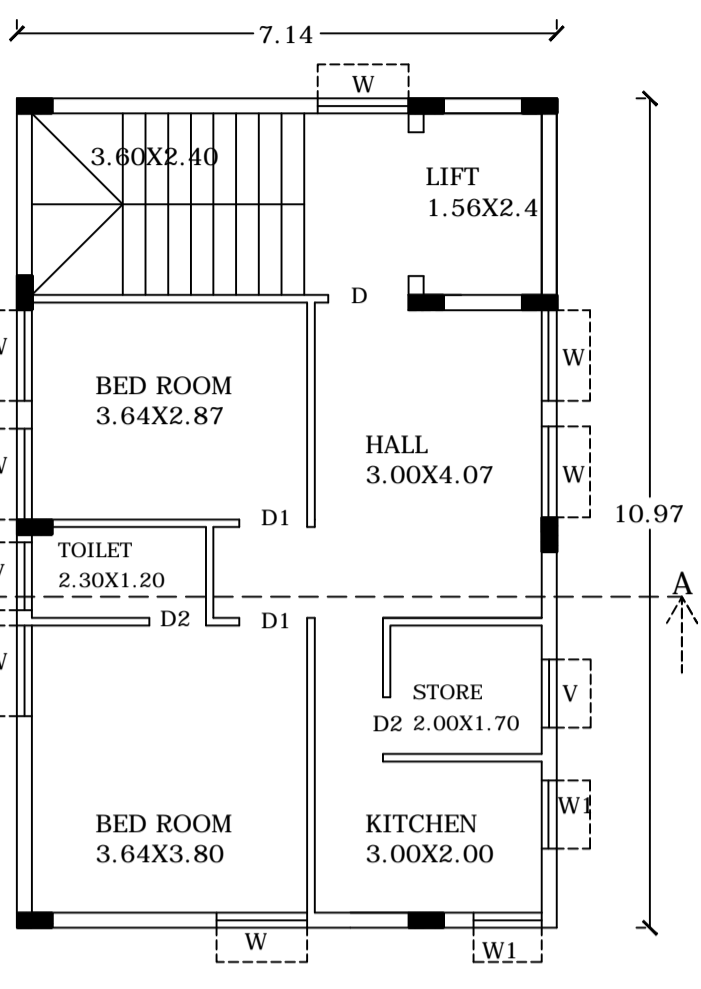 7.14
W
3.60X2.40
LIFT
1.56X2.4
D
W
W
BED ROOM
3.64X2.87
HALL
3.00X4.07
W
W
D1
10.97
TOILET
2.30X1.20
A
D2
D1
W
STORE
D2 2.00X1.70
V
W1
BED ROOM
3.64X3.80
KITCHEN
3.00X2.00
W
W1